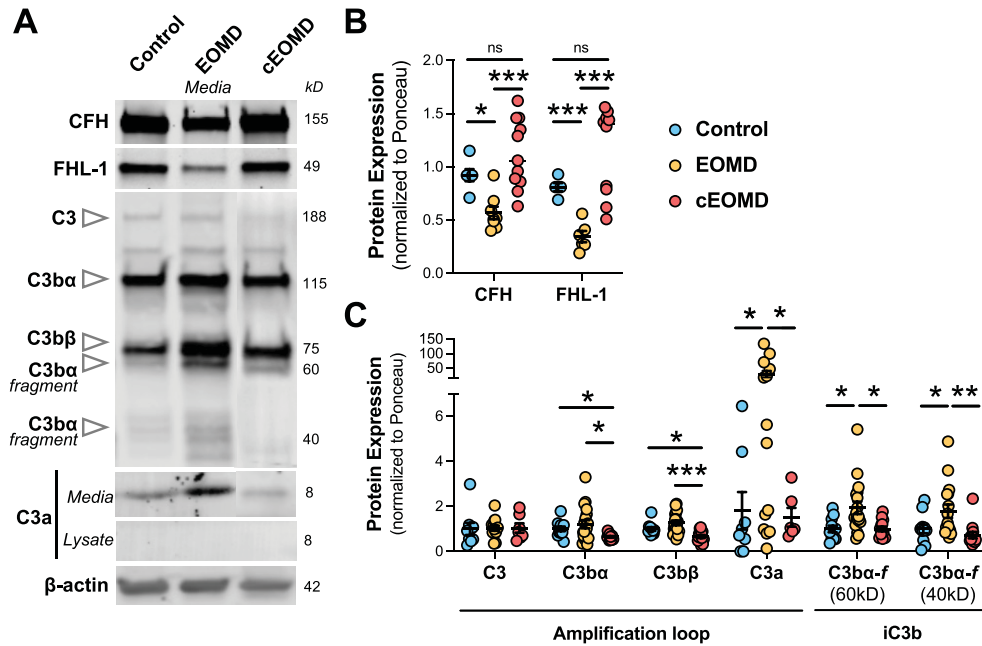 A
Control
EOMD
cEOMD
Media
kD
CFH
155
FHL-1
49
C3
188
C3bα
115
C3bβ
75
C3bα
fragment
60
C3bα
fragment
40
C3a
Media
8
Lysate
8
β-actin
42
B
Protein Expression
(normalized to Ponceau)
2.0
1.5
1.0
0.5
0.0
ns
ns
***
***
*
***
CFH
FHL-1
Control
EOMD
cEOMD
C
Protein Expression
(normalized to Ponceau)
150
100
50
6
4
2
0
*
*
*
*
*
***
*
*
*
**
C3
C3bα
C3bβ
C3a
C3bα-f
(60kD)
C3bα-f
(40kD)
Amplification loop
iC3b